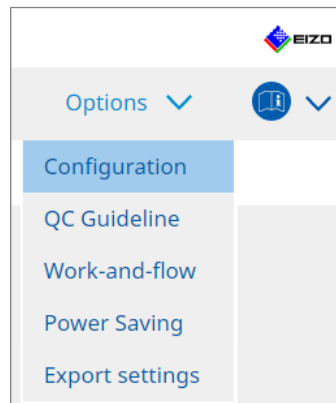 EIZO
Options
Configuration
QC Guideline
Work-and-flow
Power Saving
Export settings